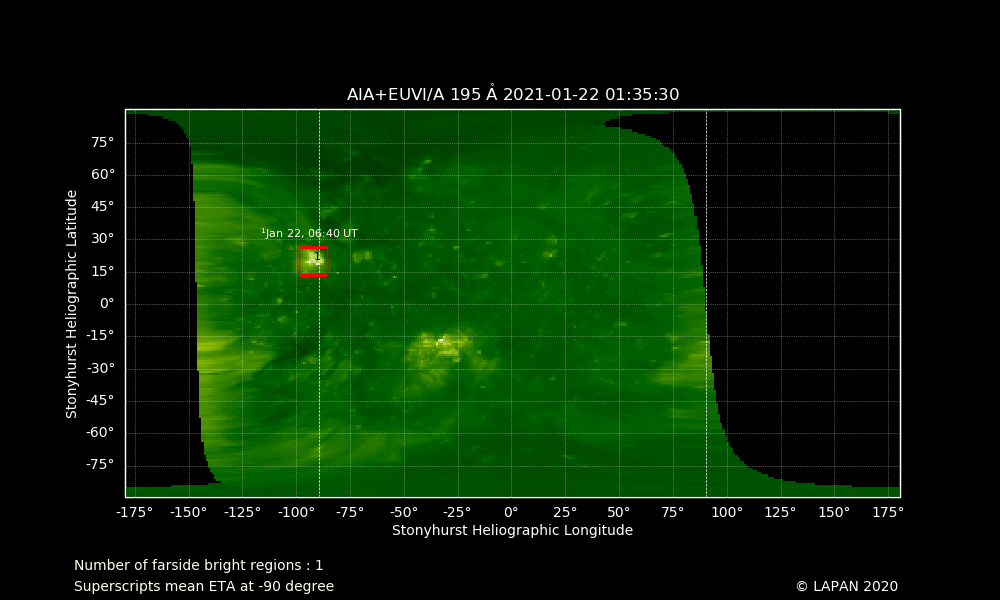 AIA+EUVI/A 195 Å 2021-01-22 01:35:30
75°
60°
45°
30°
15°
0°
-15°
-30°
-45°
-60°
-75°
Stonyhurst Heliographic Latitude
¹Jan 22, 06:40 UT
1
-175° -150° -125° -100° -75° -50° -25° 0° 25° 50° 75° 100° 125° 150° 175°
Stonyhurst Heliographic Longitude
Number of farside bright regions : 1
Superscripts mean ETA at -90 degree
© LAPAN 2020